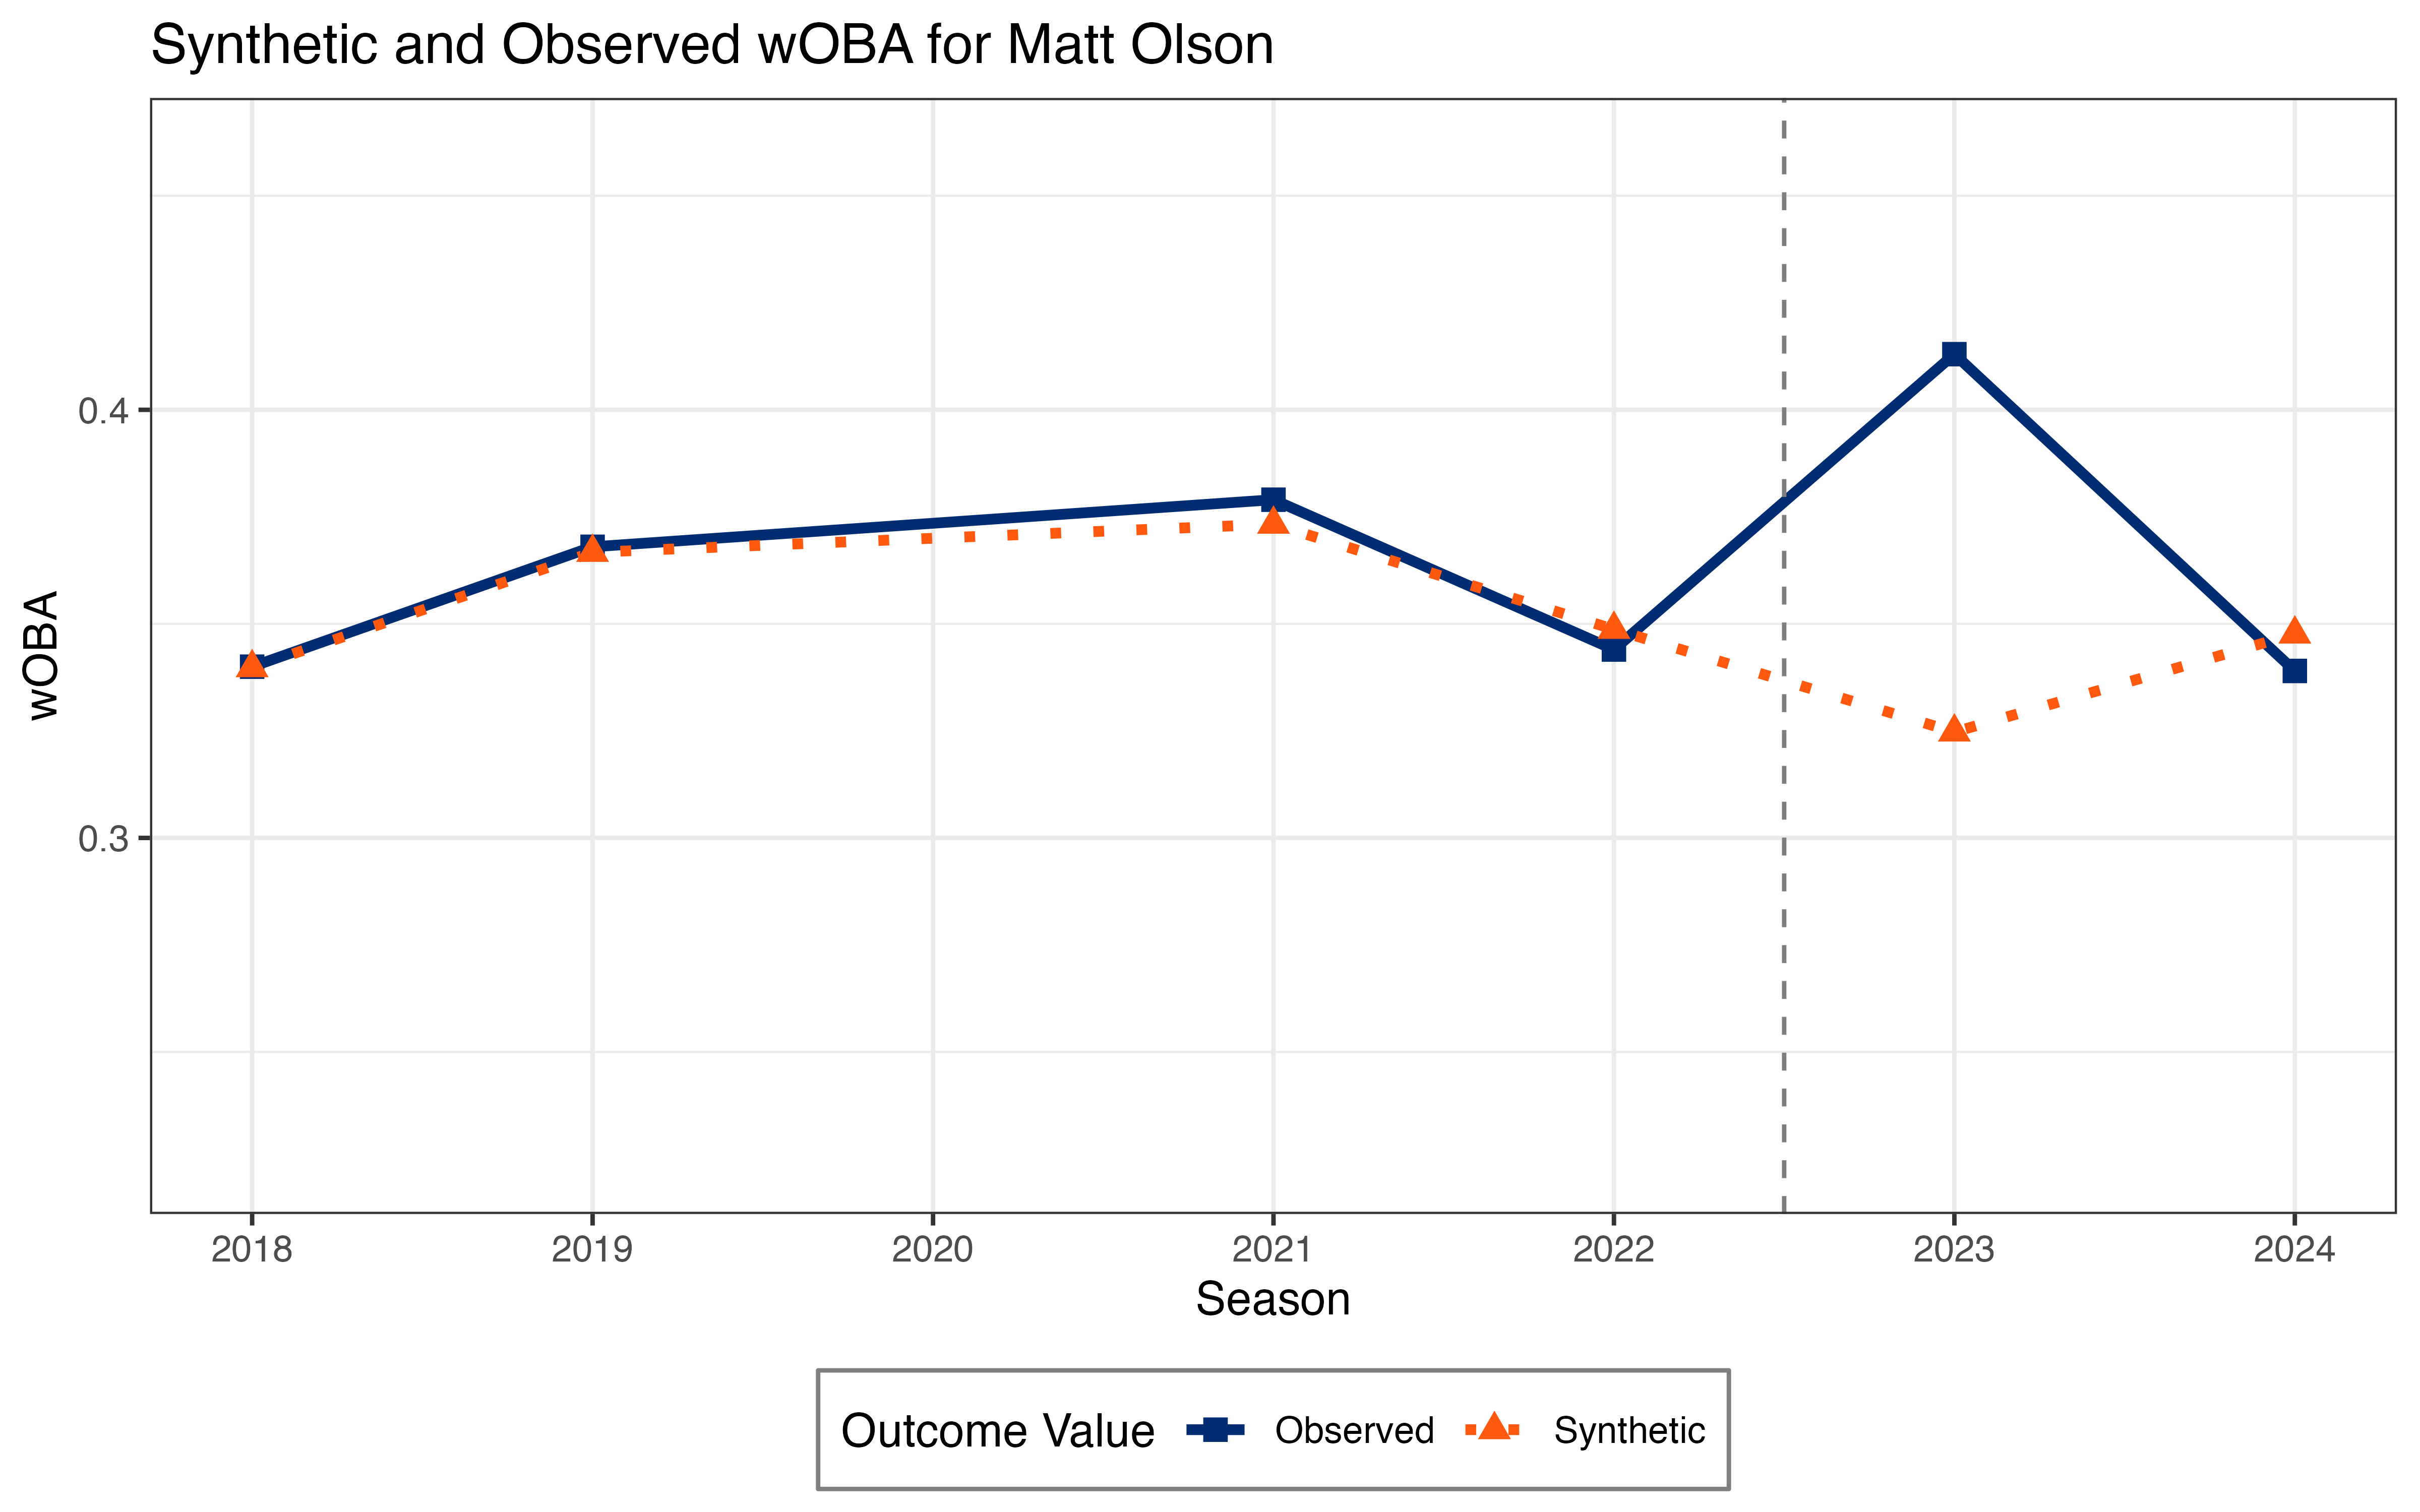 Synthetic and Observed wOBA for Matt Olson
wOBA
0.4
0.3
2018 2019 2020 2021 2022 2023 2024
Season
Outcome Value Observed Synthetic